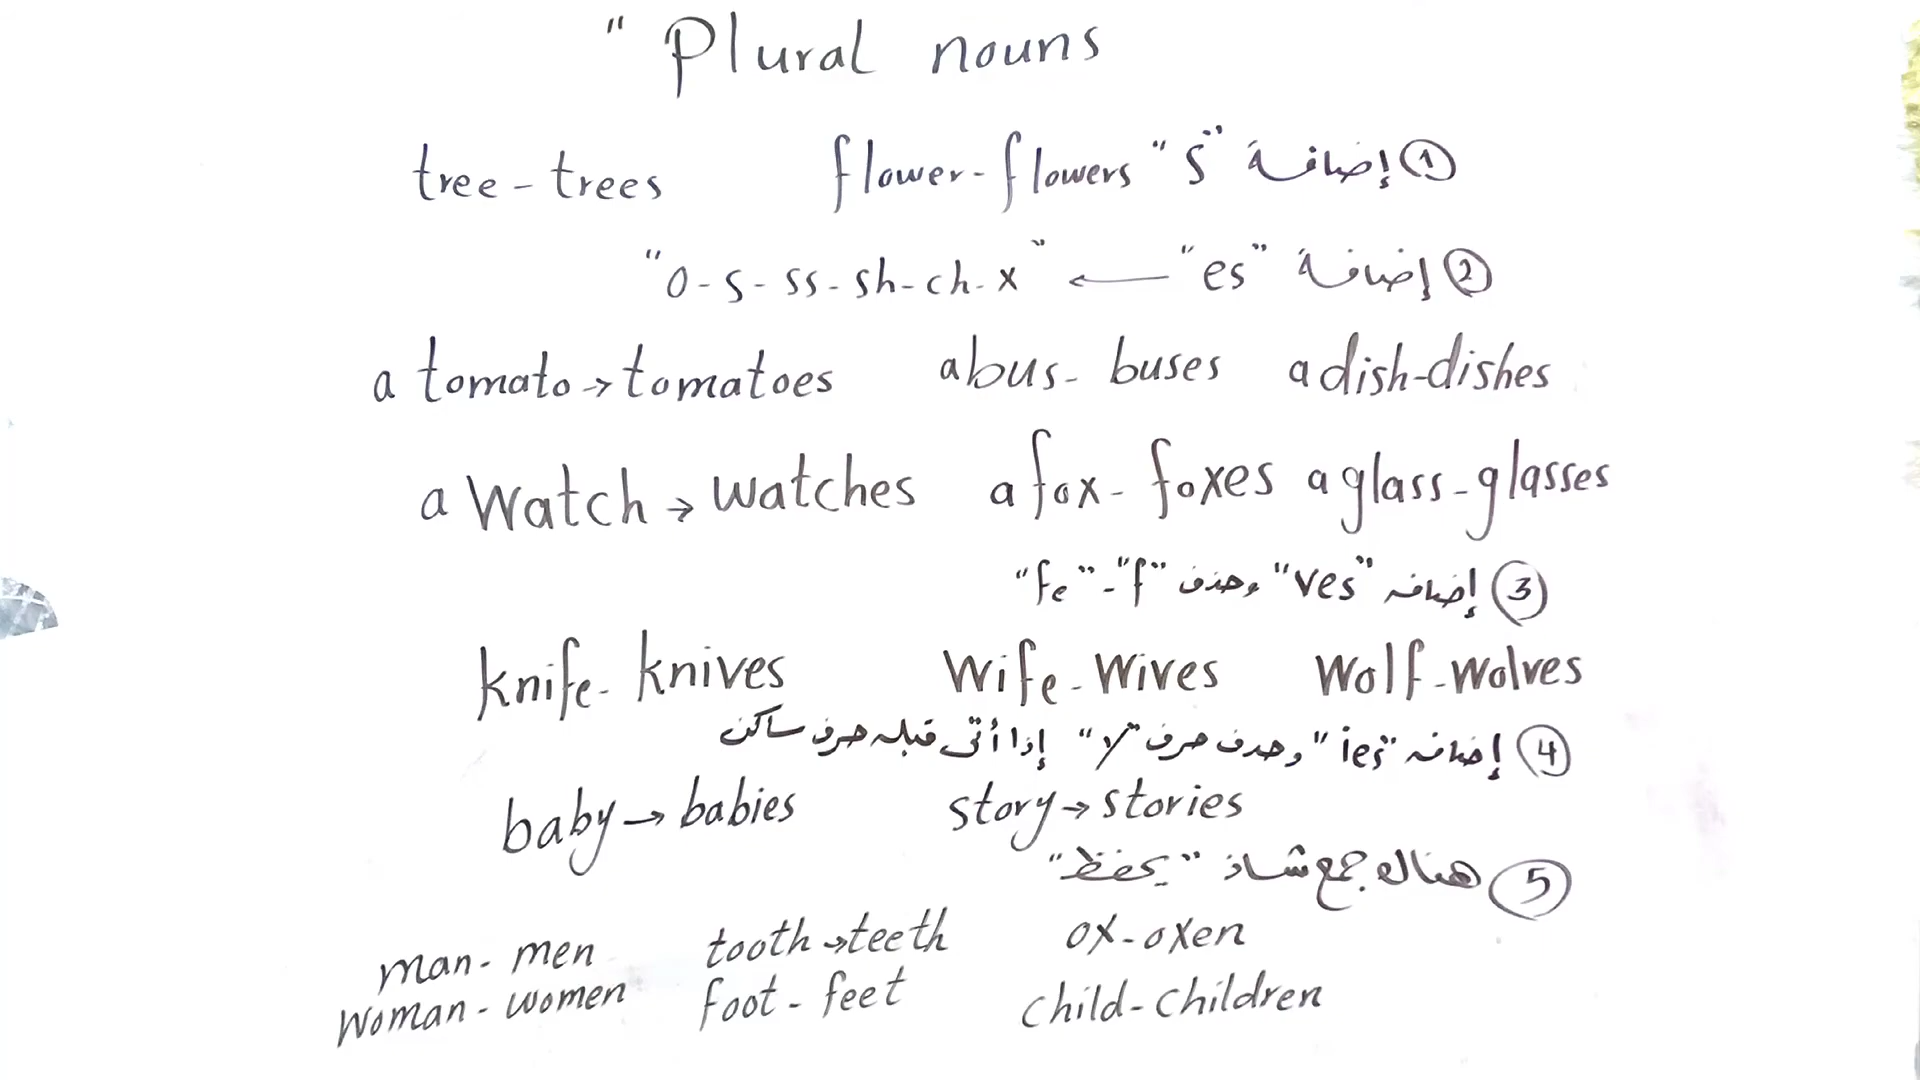 " Plural nouns
① إضافة "s" flower - flowers tree - trees
② إضافة "es" ← "o - s - ss - sh - ch - x"
a tomato → tomatoes a bus - buses a dish - dishes
a watch → watches a fox - foxes a glass - glasses
③ إضافه "ves" وحذف "f" - "fe"
knife - knives wife - wives wolf - wolves
④ إضافه "ies" وحدف حرف "y" إذا أتى قبله حرف ساكن
baby → babies story → stories
⑤ هناك جمع شاذ "يحفظ"
man - men tooth → teeth ox - oxen
woman - women foot - feet child - children